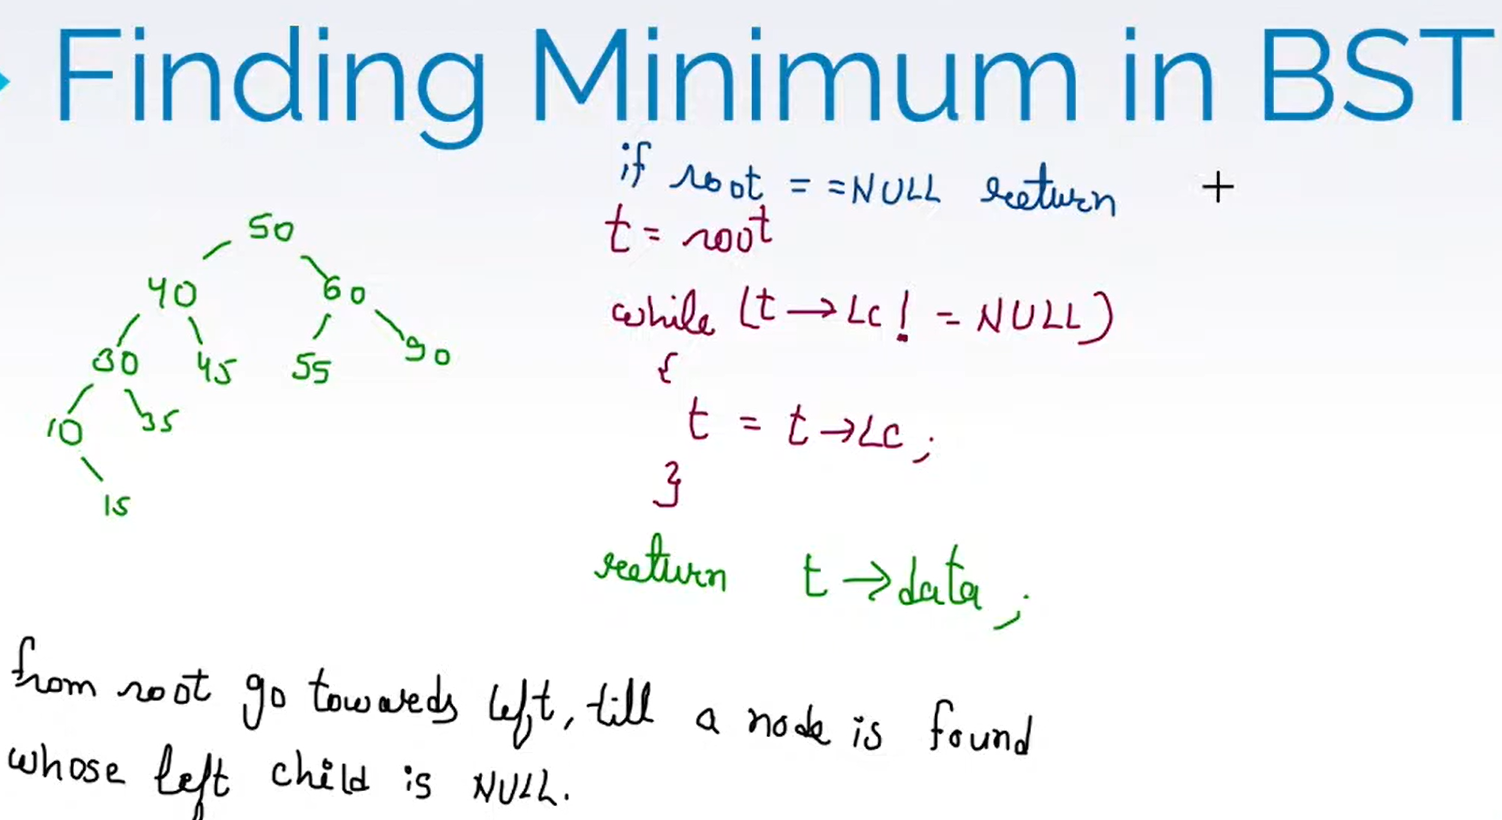 Finding Minimum in BST
if root = =NULL return
t = root
while (t → LC ! = NULL)
{
t = t → LC ;
}
return t → data ;
50
40 60
30 45 55 90
10 35
15
from root go towards left, till a node is found
whose left child is NULL.